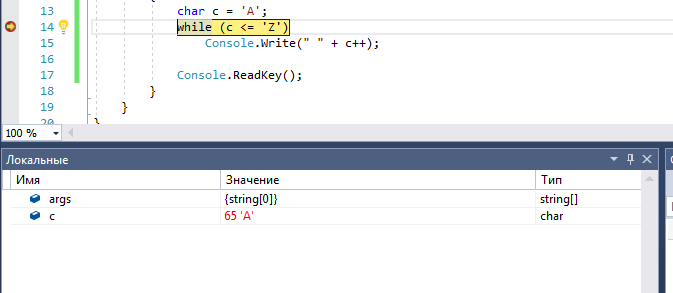 {
13 char c = 'A';
14 while (c <= 'Z')
15 Console.Write(" " + c++);
16
17 Console.ReadKey();
18 }
19 }
20 }
100 %
Локальные
Имя Значение Тип
args {string[0]} string[]
c 65 'A' char